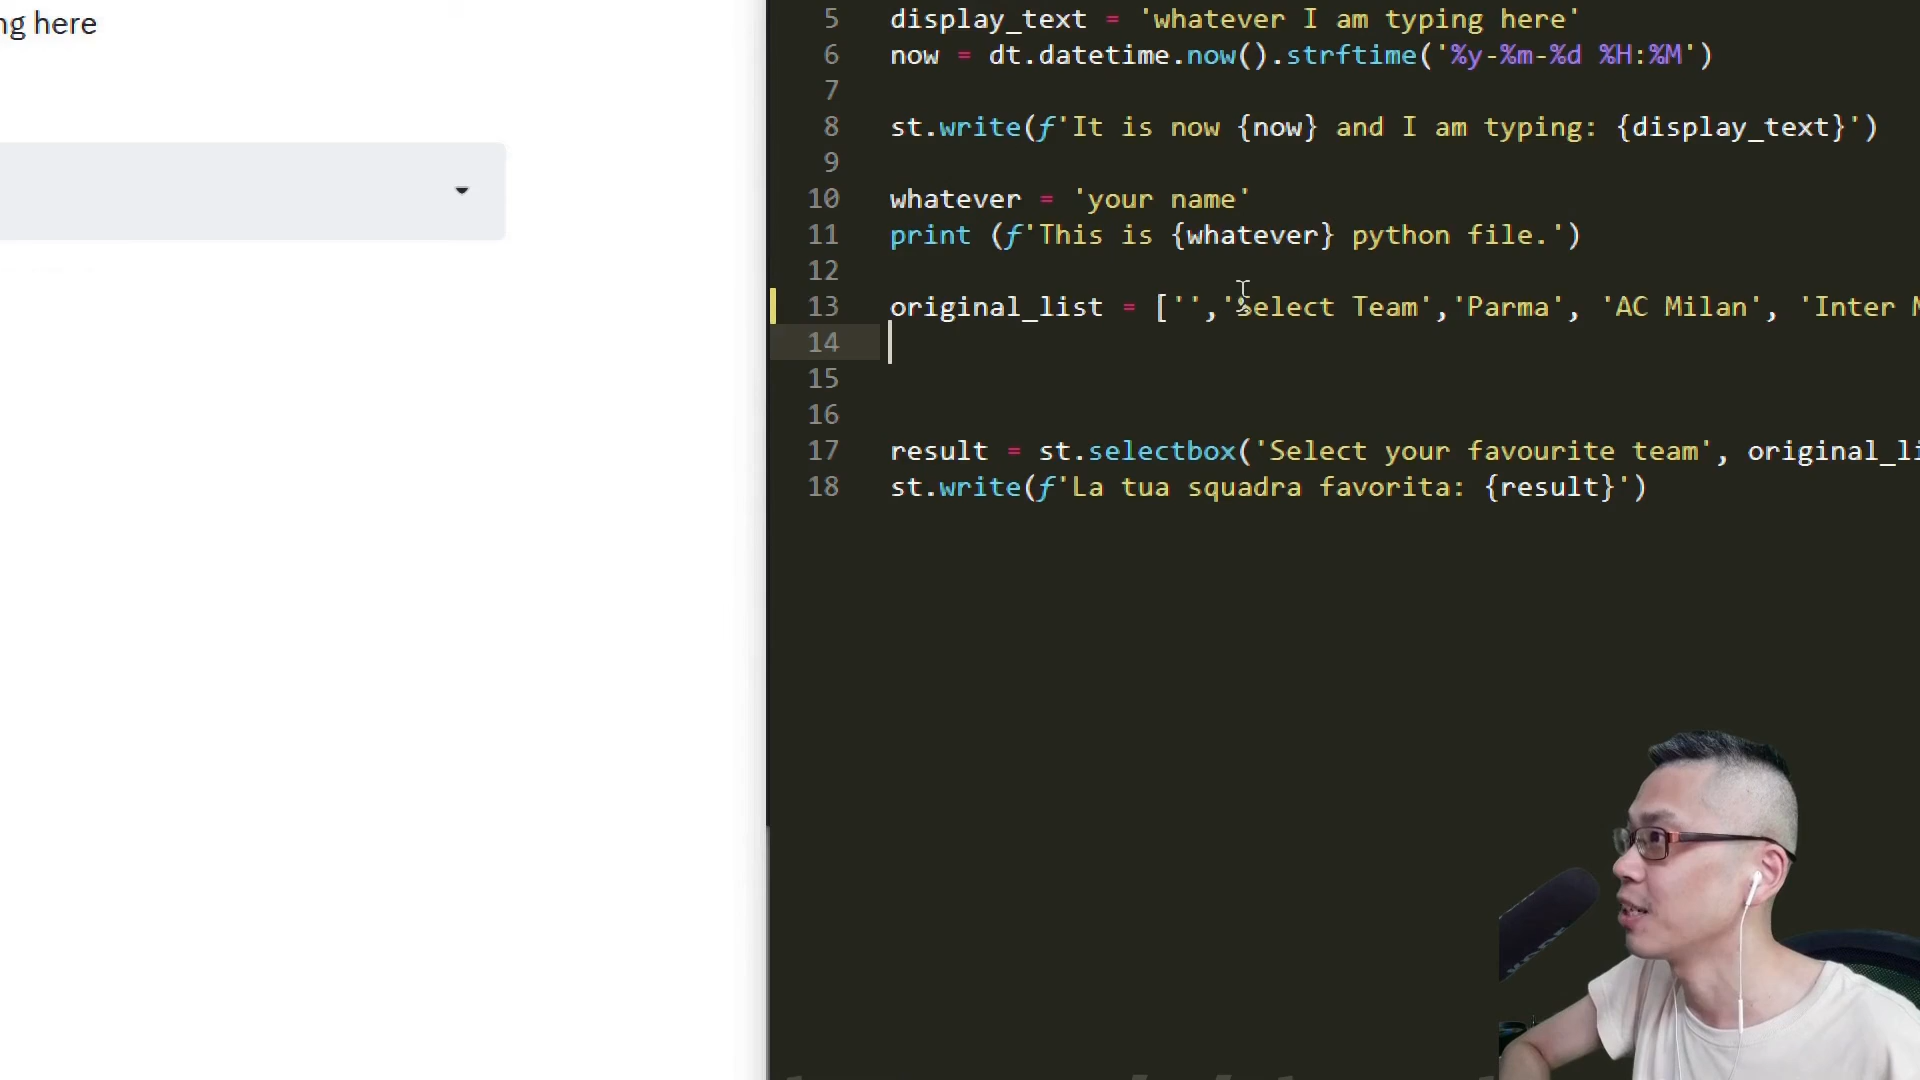 ng here
5 display_text = 'whatever I am typing here'
6 now = dt.datetime.now().strftime('%y-%m-%d %H:%M')
7
8 st.write(f'It is now {now} and I am typing: {display_text}')
9
10 whatever = 'your name'
11 print (f'This is {whatever} python file.')
12
13 original_list = ['','Select Team','Parma', 'AC Milan', 'Inter M
14
15
16
17 result = st.selectbox('Select your favourite team', original_li
18 st.write(f'La tua squadra favorita: {result}')